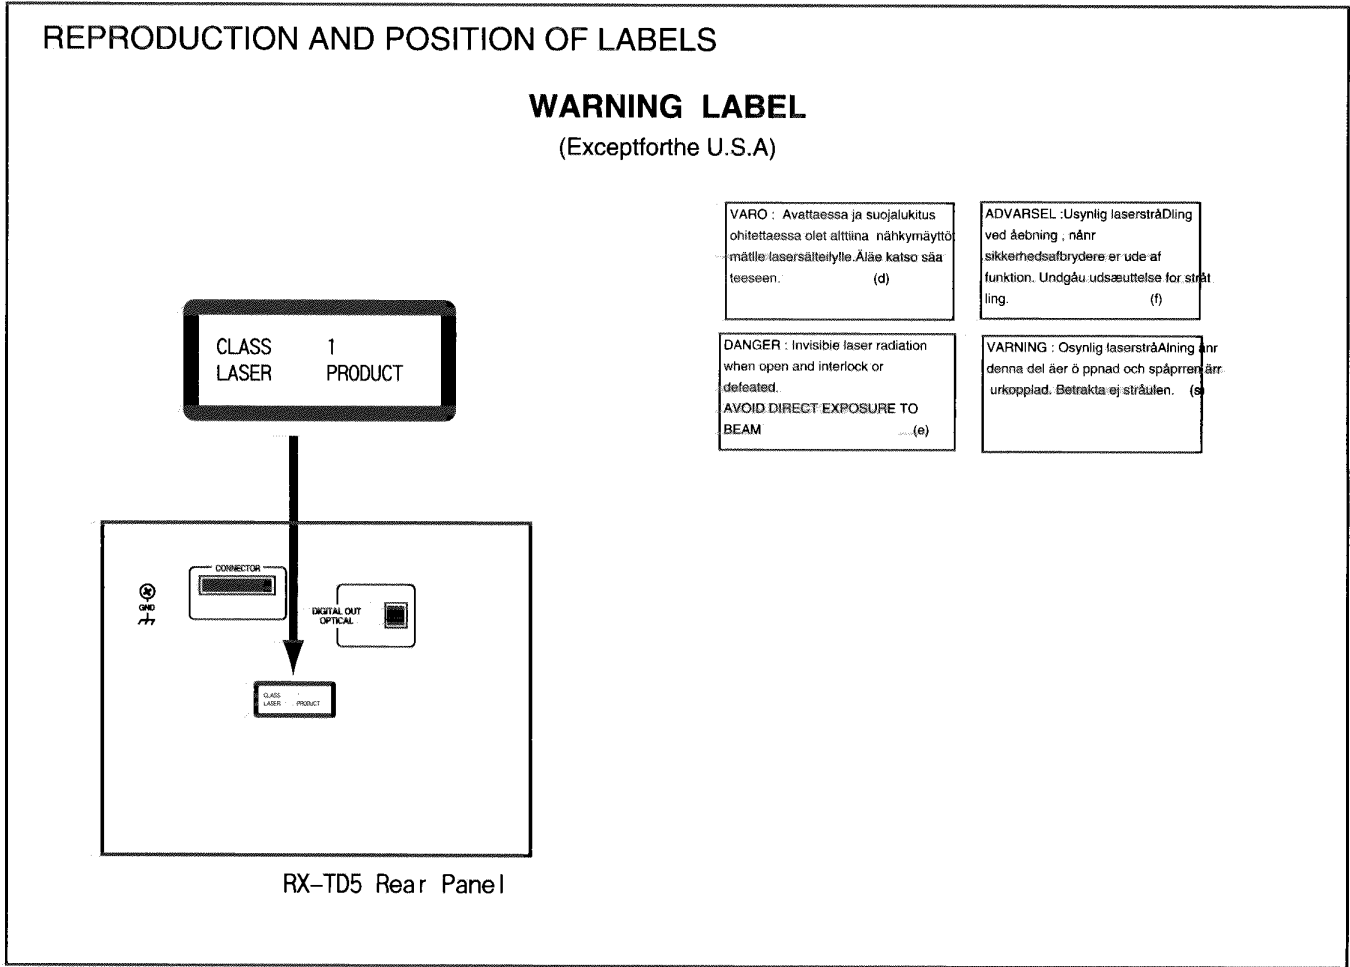 REPRODUCTION AND POSITION OF LABELS
WARNING LABEL
(Exceptforthe U.S.A)
VARO : Avattaessa ja suojalukitus
ohitettaessa olet alttiina nähkymäyttö
mätlle lasersälteilylle.Äläe katso säa
teeseen. (d)
ADVARSEL :Usynlig laserstråDling
ved åebning , nånr
sikkerhedsafbrydere er ude af
funktion. Undgåu udsæuttelse for stråt
ling. (f)
DANGER : Invisibie laser radiation
when open and interlock or
defeated.
AVOID DIRECT EXPOSURE TO
BEAM (e)
VARNING : Osynlig laserstråAlning änr
denna del äer ö ppnad och spåprren ärr
urkopplad. Betrakta ej stråulen. (s)
CLASS 1
LASER PRODUCT
CONNECTOR
GND
DIGITAL OUT
OPTICAL
CLASS 1
LASER PRODUCT
RX-TD5 Rear Panel